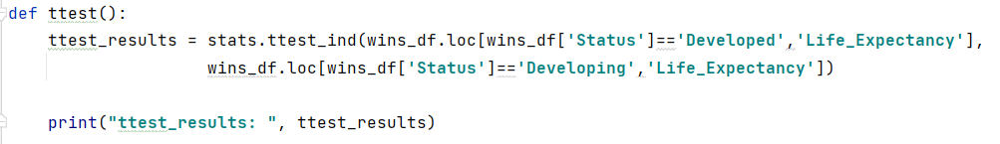 def ttest():
    ttest_results = stats.ttest_ind(wins_df.loc[wins_df['Status']=='Developed','Life_Expectancy'],
                    wins_df.loc[wins_df['Status']=='Developing','Life_Expectancy'])
    print("ttest_results: ", ttest_results)